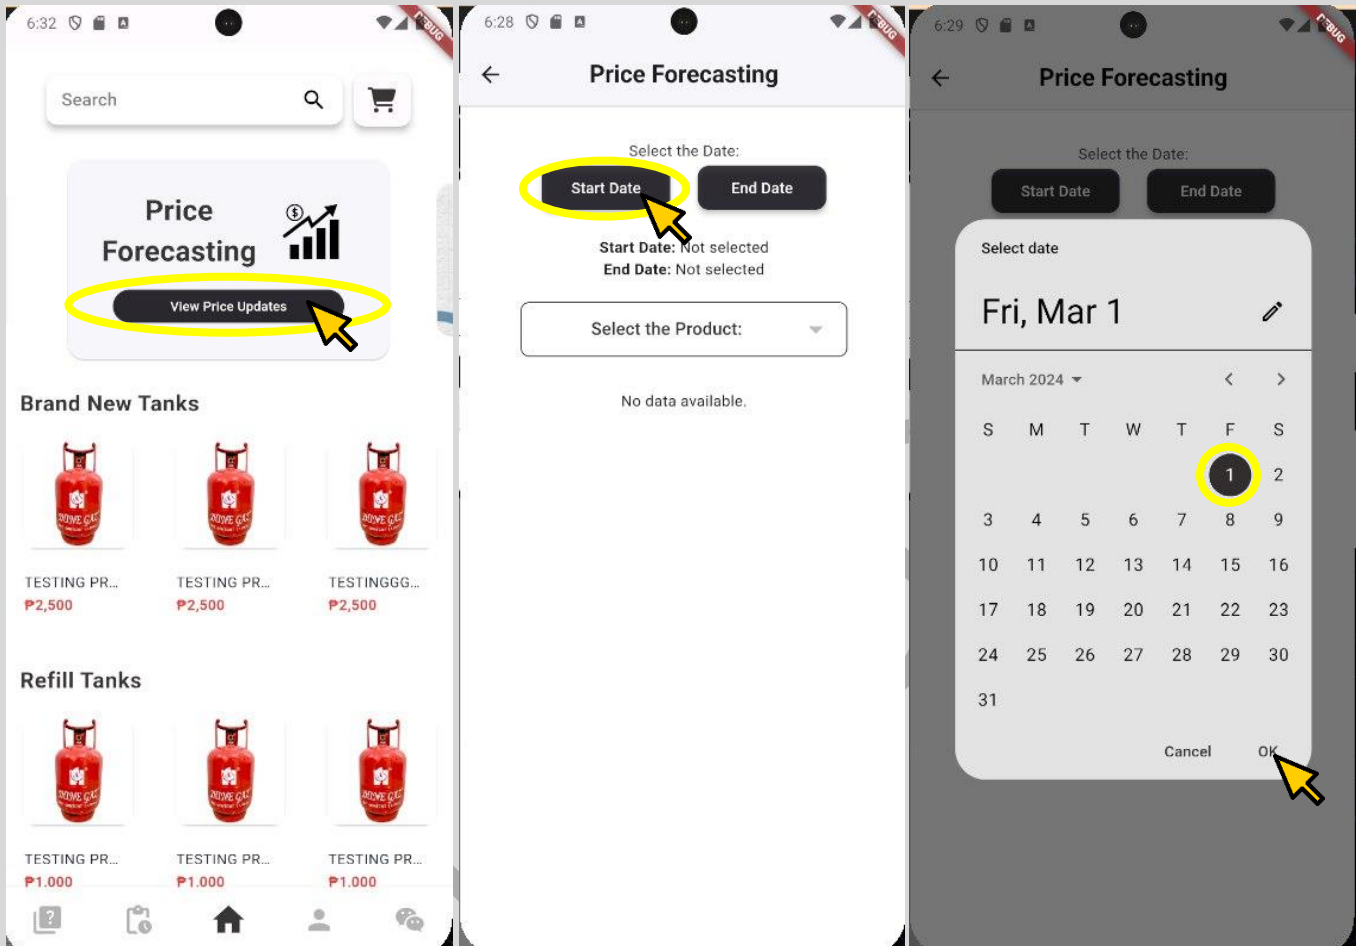 6:32
DEBUG
Search
Price
Forecasting
View Price Updates
Brand New Tanks
TESTING PR...
TESTING PR...
TESTINGGG...
₱2,500
₱2,500
₱2,500
Refill Tanks
TESTING PR...
TESTING PR...
TESTING PR...
₱1.000
₱1.000
₱1.000
6:28
DEBUG
Price Forecasting
Select the Date:
Start Date
End Date
Start Date: Not selected
End Date: Not selected
Select the Product:
No data available.
6:29
DEBUG
Price Forecasting
Select the Date:
Start Date
End Date
Select date
Fri, Mar 1
March 2024
S M T W T F S
1 2
3 4 5 6 7 8 9
10 11 12 13 14 15 16
17 18 19 20 21 22 23
24 25 26 27 28 29 30
31
Cancel OK